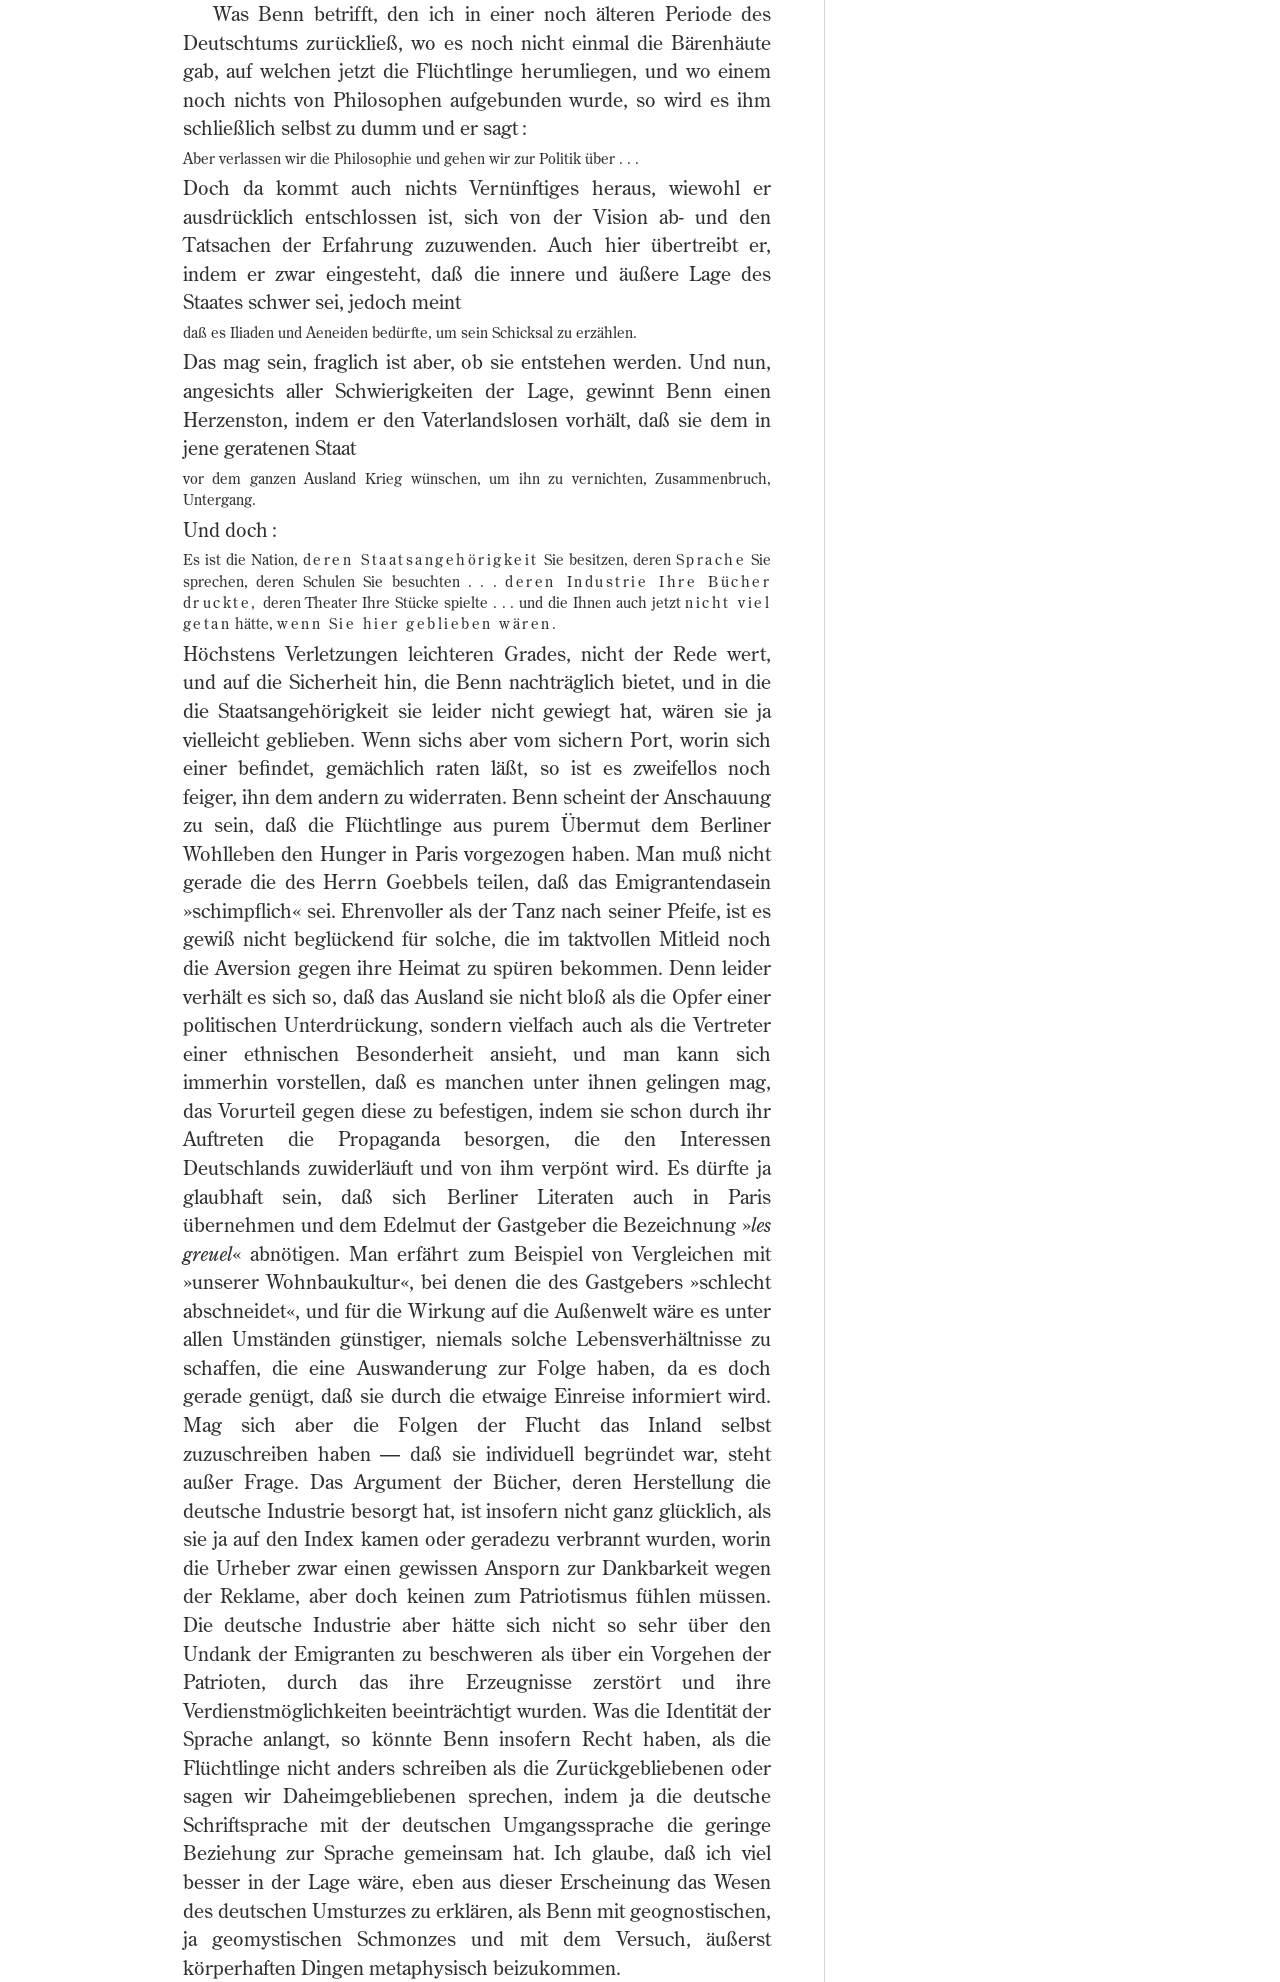 Was Benn betrifft, den ich in einer noch älteren Periode des
Deutschtums zurückließ, wo es noch nicht einmal die Bärenhäute
gab, auf welchen jetzt die Flüchtlinge herumliegen, und wo einem
noch nichts von Philosophen aufgebunden wurde, so wird es ihm
schließlich selbst zu dumm und er sagt :
Aber verlassen wir die Philosophie und gehen wir zur Politik über . . .
Doch da kommt auch nichts Vernünftiges heraus, wiewohl er
ausdrücklich entschlossen ist, sich von der Vision ab- und den
Tatsachen der Erfahrung zuzuwenden. Auch hier übertreibt er,
indem er zwar eingesteht, daß die innere und äußere Lage des
Staates schwer sei, jedoch meint
daß es Iliaden und Aeneiden bedürfte, um sein Schicksal zu erzählen.
Das mag sein, fraglich ist aber, ob sie entstehen werden. Und nun,
angesichts aller Schwierigkeiten der Lage, gewinnt Benn einen
Herzenston, indem er den Vaterlandslosen vorhält, daß sie dem in
jene geratenen Staat
vor dem ganzen Ausland Krieg wünschen, um ihn zu vernichten, Zusammenbruch,
Untergang.
Und doch :
Es ist die Nation, deren Staatsangehörigkeit Sie besitzen, deren Sprache Sie
sprechen, deren Schulen Sie besuchten . . . deren Industrie Ihre Bücher
druckte, deren Theater Ihre Stücke spielte . . . und die Ihnen auch jetzt nicht viel
getan hätte, wenn Sie hier geblieben wären.
Höchstens Verletzungen leichteren Grades, nicht der Rede wert,
und auf die Sicherheit hin, die Benn nachträglich bietet, und in die
die Staatsangehörigkeit sie leider nicht gewiegt hat, wären sie ja
vielleicht geblieben. Wenn sichs aber vom sichern Port, worin sich
einer befindet, gemächlich raten läßt, so ist es zweifellos noch
feiger, ihn dem andern zu widerraten. Benn scheint der Anschauung
zu sein, daß die Flüchtlinge aus purem Übermut dem Berliner
Wohlleben den Hunger in Paris vorgezogen haben. Man muß nicht
gerade die des Herrn Goebbels teilen, daß das Emigrantendasein
»schimpflich« sei. Ehrenvoller als der Tanz nach seiner Pfeife, ist es
gewiß nicht beglückend für solche, die im taktvollen Mitleid noch
die Aversion gegen ihre Heimat zu spüren bekommen. Denn leider
verhält es sich so, daß das Ausland sie nicht bloß als die Opfer einer
politischen Unterdrückung, sondern vielfach auch als die Vertreter
einer ethnischen Besonderheit ansieht, und man kann sich
immerhin vorstellen, daß es manchen unter ihnen gelingen mag,
das Vorurteil gegen diese zu befestigen, indem sie schon durch ihr
Auftreten die Propaganda besorgen, die den Interessen
Deutschlands zuwiderläuft und von ihm verpönt wird. Es dürfte ja
glaubhaft sein, daß sich Berliner Literaten auch in Paris
übernehmen und dem Edelmut der Gastgeber die Bezeichnung »les
greuel« abnötigen. Man erfährt zum Beispiel von Vergleichen mit
»unserer Wohnbaukultur«, bei denen die des Gastgebers »schlecht
abschneidet«, und für die Wirkung auf die Außenwelt wäre es unter
allen Umständen günstiger, niemals solche Lebensverhältnisse zu
schaffen, die eine Auswanderung zur Folge haben, da es doch
gerade genügt, daß sie durch die etwaige Einreise informiert wird.
Mag sich aber die Folgen der Flucht das Inland selbst
zuzuschreiben haben — daß sie individuell begründet war, steht
außer Frage. Das Argument der Bücher, deren Herstellung die
deutsche Industrie besorgt hat, ist insofern nicht ganz glücklich, als
sie ja auf den Index kamen oder geradezu verbrannt wurden, worin
die Urheber zwar einen gewissen Ansporn zur Dankbarkeit wegen
der Reklame, aber doch keinen zum Patriotismus fühlen müssen.
Die deutsche Industrie aber hätte sich nicht so sehr über den
Undank der Emigranten zu beschweren als über ein Vorgehen der
Patrioten, durch das ihre Erzeugnisse zerstört und ihre
Verdienstmöglichkeiten beeinträchtigt wurden. Was die Identität der
Sprache anlangt, so könnte Benn insofern Recht haben, als die
Flüchtlinge nicht anders schreiben als die Zurückgebliebenen oder
sagen wir Daheimgebliebenen sprechen, indem ja die deutsche
Schriftsprache mit der deutschen Umgangssprache die geringe
Beziehung zur Sprache gemeinsam hat. Ich glaube, daß ich viel
besser in der Lage wäre, eben aus dieser Erscheinung das Wesen
des deutschen Umsturzes zu erklären, als Benn mit geognostischen,
ja geomystischen Schmonzes und mit dem Versuch, äußerst
körperhaften Dingen metaphysisch beizukommen.